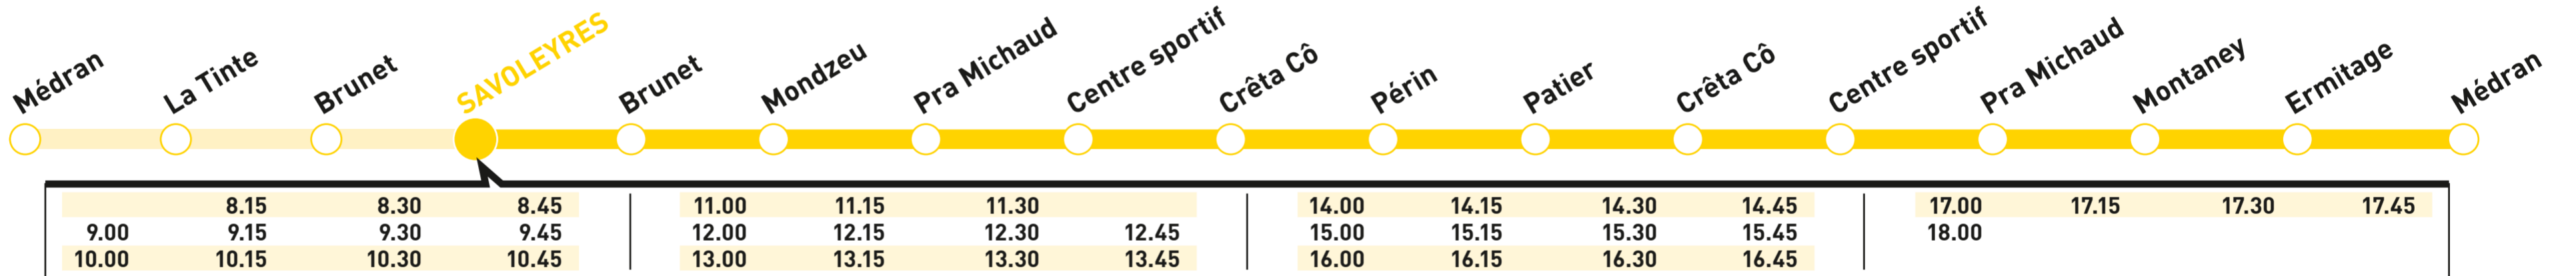 Médran
La Tinte
Brunet
SAVOLEYRES
Brunet
Mondzeu
Pra Michaud
Centre sportif
Crêta Cô
Périn
Patier
Crêta Cô
Centre sportif
Pra Michaud
Montaney
Ermitage
Médran
8.15 8.30 8.45
9.00 9.15 9.30 9.45
10.00 10.15 10.30 10.45
11.00 11.15 11.30
12.00 12.15 12.30 12.45
13.00 13.15 13.30 13.45
14.00 14.15 14.30 14.45
15.00 15.15 15.30 15.45
16.00 16.15 16.30 16.45
17.00 17.15 17.30 17.45
18.00